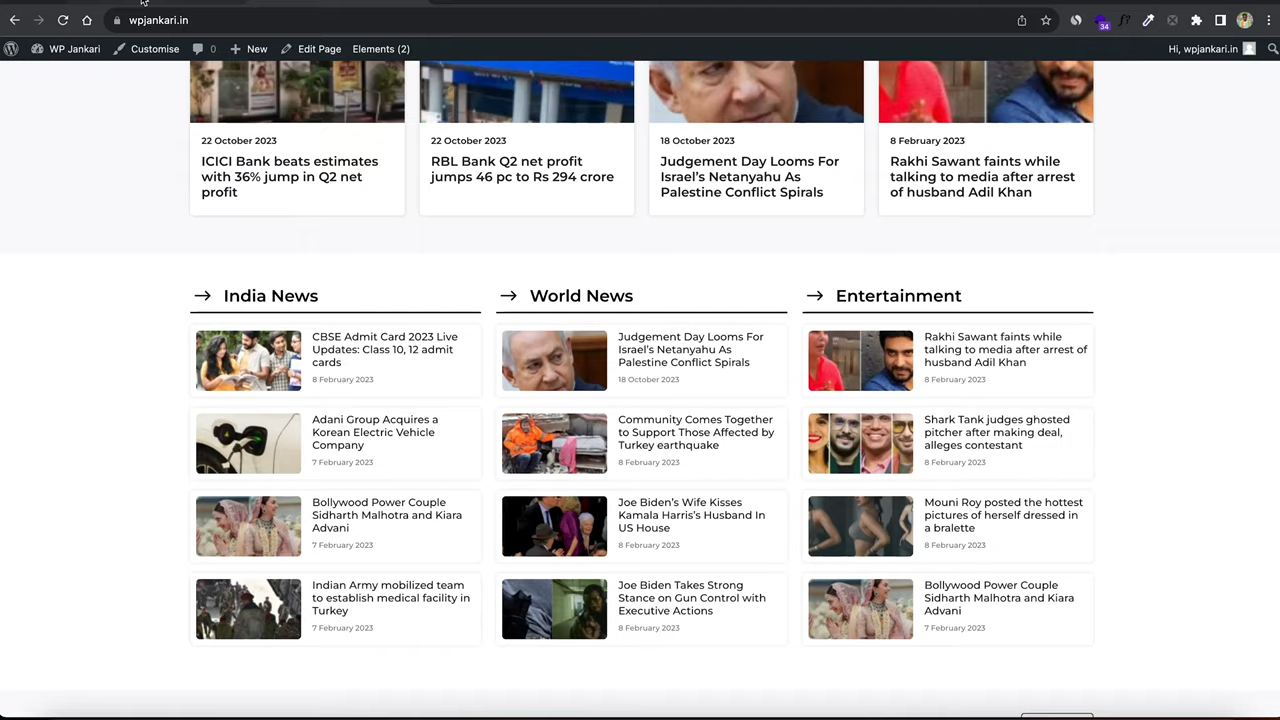 wpjankari.in
34
WP Jankari Customise 0 New Edit Page Elements (2) Hi, wpjankari.in
22 October 2023
ICICI Bank beats estimates
with 36% jump in Q2 net
profit
22 October 2023
RBL Bank Q2 net profit
jumps 46 pc to Rs 294 crore
18 October 2023
Judgement Day Looms For
Israel’s Netanyahu As
Palestine Conflict Spirals
8 February 2023
Rakhi Sawant faints while
talking to media after arrest
of husband Adil Khan
India News
CBSE Admit Card 2023 Live
Updates: Class 10, 12 admit
cards
8 February 2023
Adani Group Acquires a
Korean Electric Vehicle
Company
7 February 2023
Bollywood Power Couple
Sidharth Malhotra and Kiara
Advani
7 February 2023
Indian Army mobilized team
to establish medical facility in
Turkey
7 February 2023
World News
Judgement Day Looms For
Israel’s Netanyahu As
Palestine Conflict Spirals
18 October 2023
Community Comes Together
to Support Those Affected by
Turkey earthquake
8 February 2023
Joe Biden’s Wife Kisses
Kamala Harris’s Husband In
US House
8 February 2023
Joe Biden Takes Strong
Stance on Gun Control with
Executive Actions
8 February 2023
Entertainment
Rakhi Sawant faints while
talking to media after arrest of
husband Adil Khan
8 February 2023
Shark Tank judges ghosted
pitcher after making deal,
alleges contestant
8 February 2023
Mouni Roy posted the hottest
pictures of herself dressed in
a bralette
8 February 2023
Bollywood Power Couple
Sidharth Malhotra and Kiara
Advani
7 February 2023